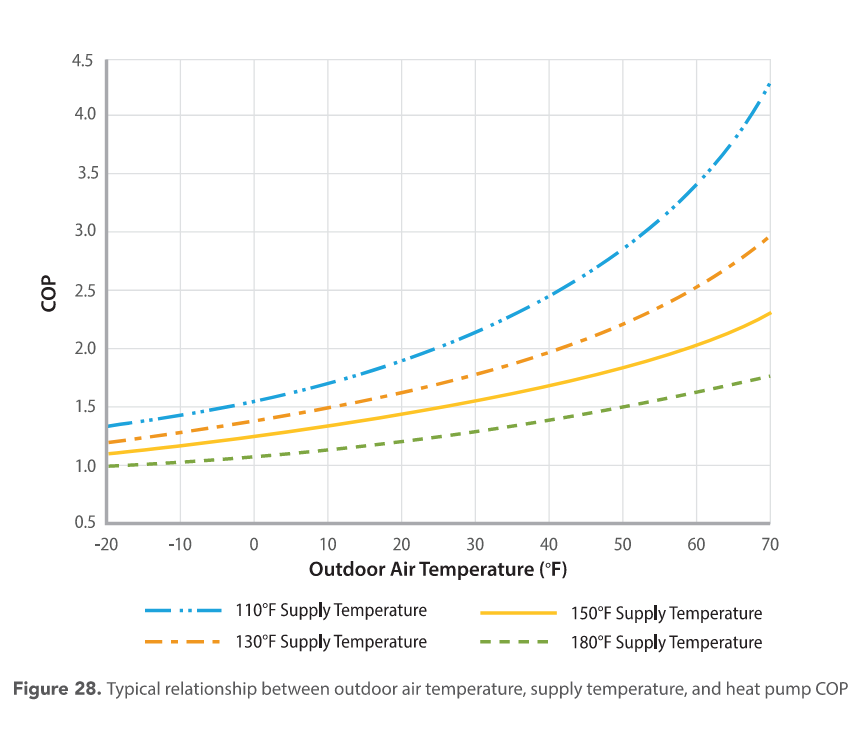 4.5
4.0
3.5
3.0
2.5
2.0
1.5
1.0
0.5
COP
-20 -10 0 10 20 30 40 50 60 70
Outdoor Air Temperature (°F)
110°F Supply Temperature 150°F Supply Temperature
130°F Supply Temperature 180°F Supply Temperature
Figure 28. Typical relationship between outdoor air temperature, supply temperature, and heat pump COP